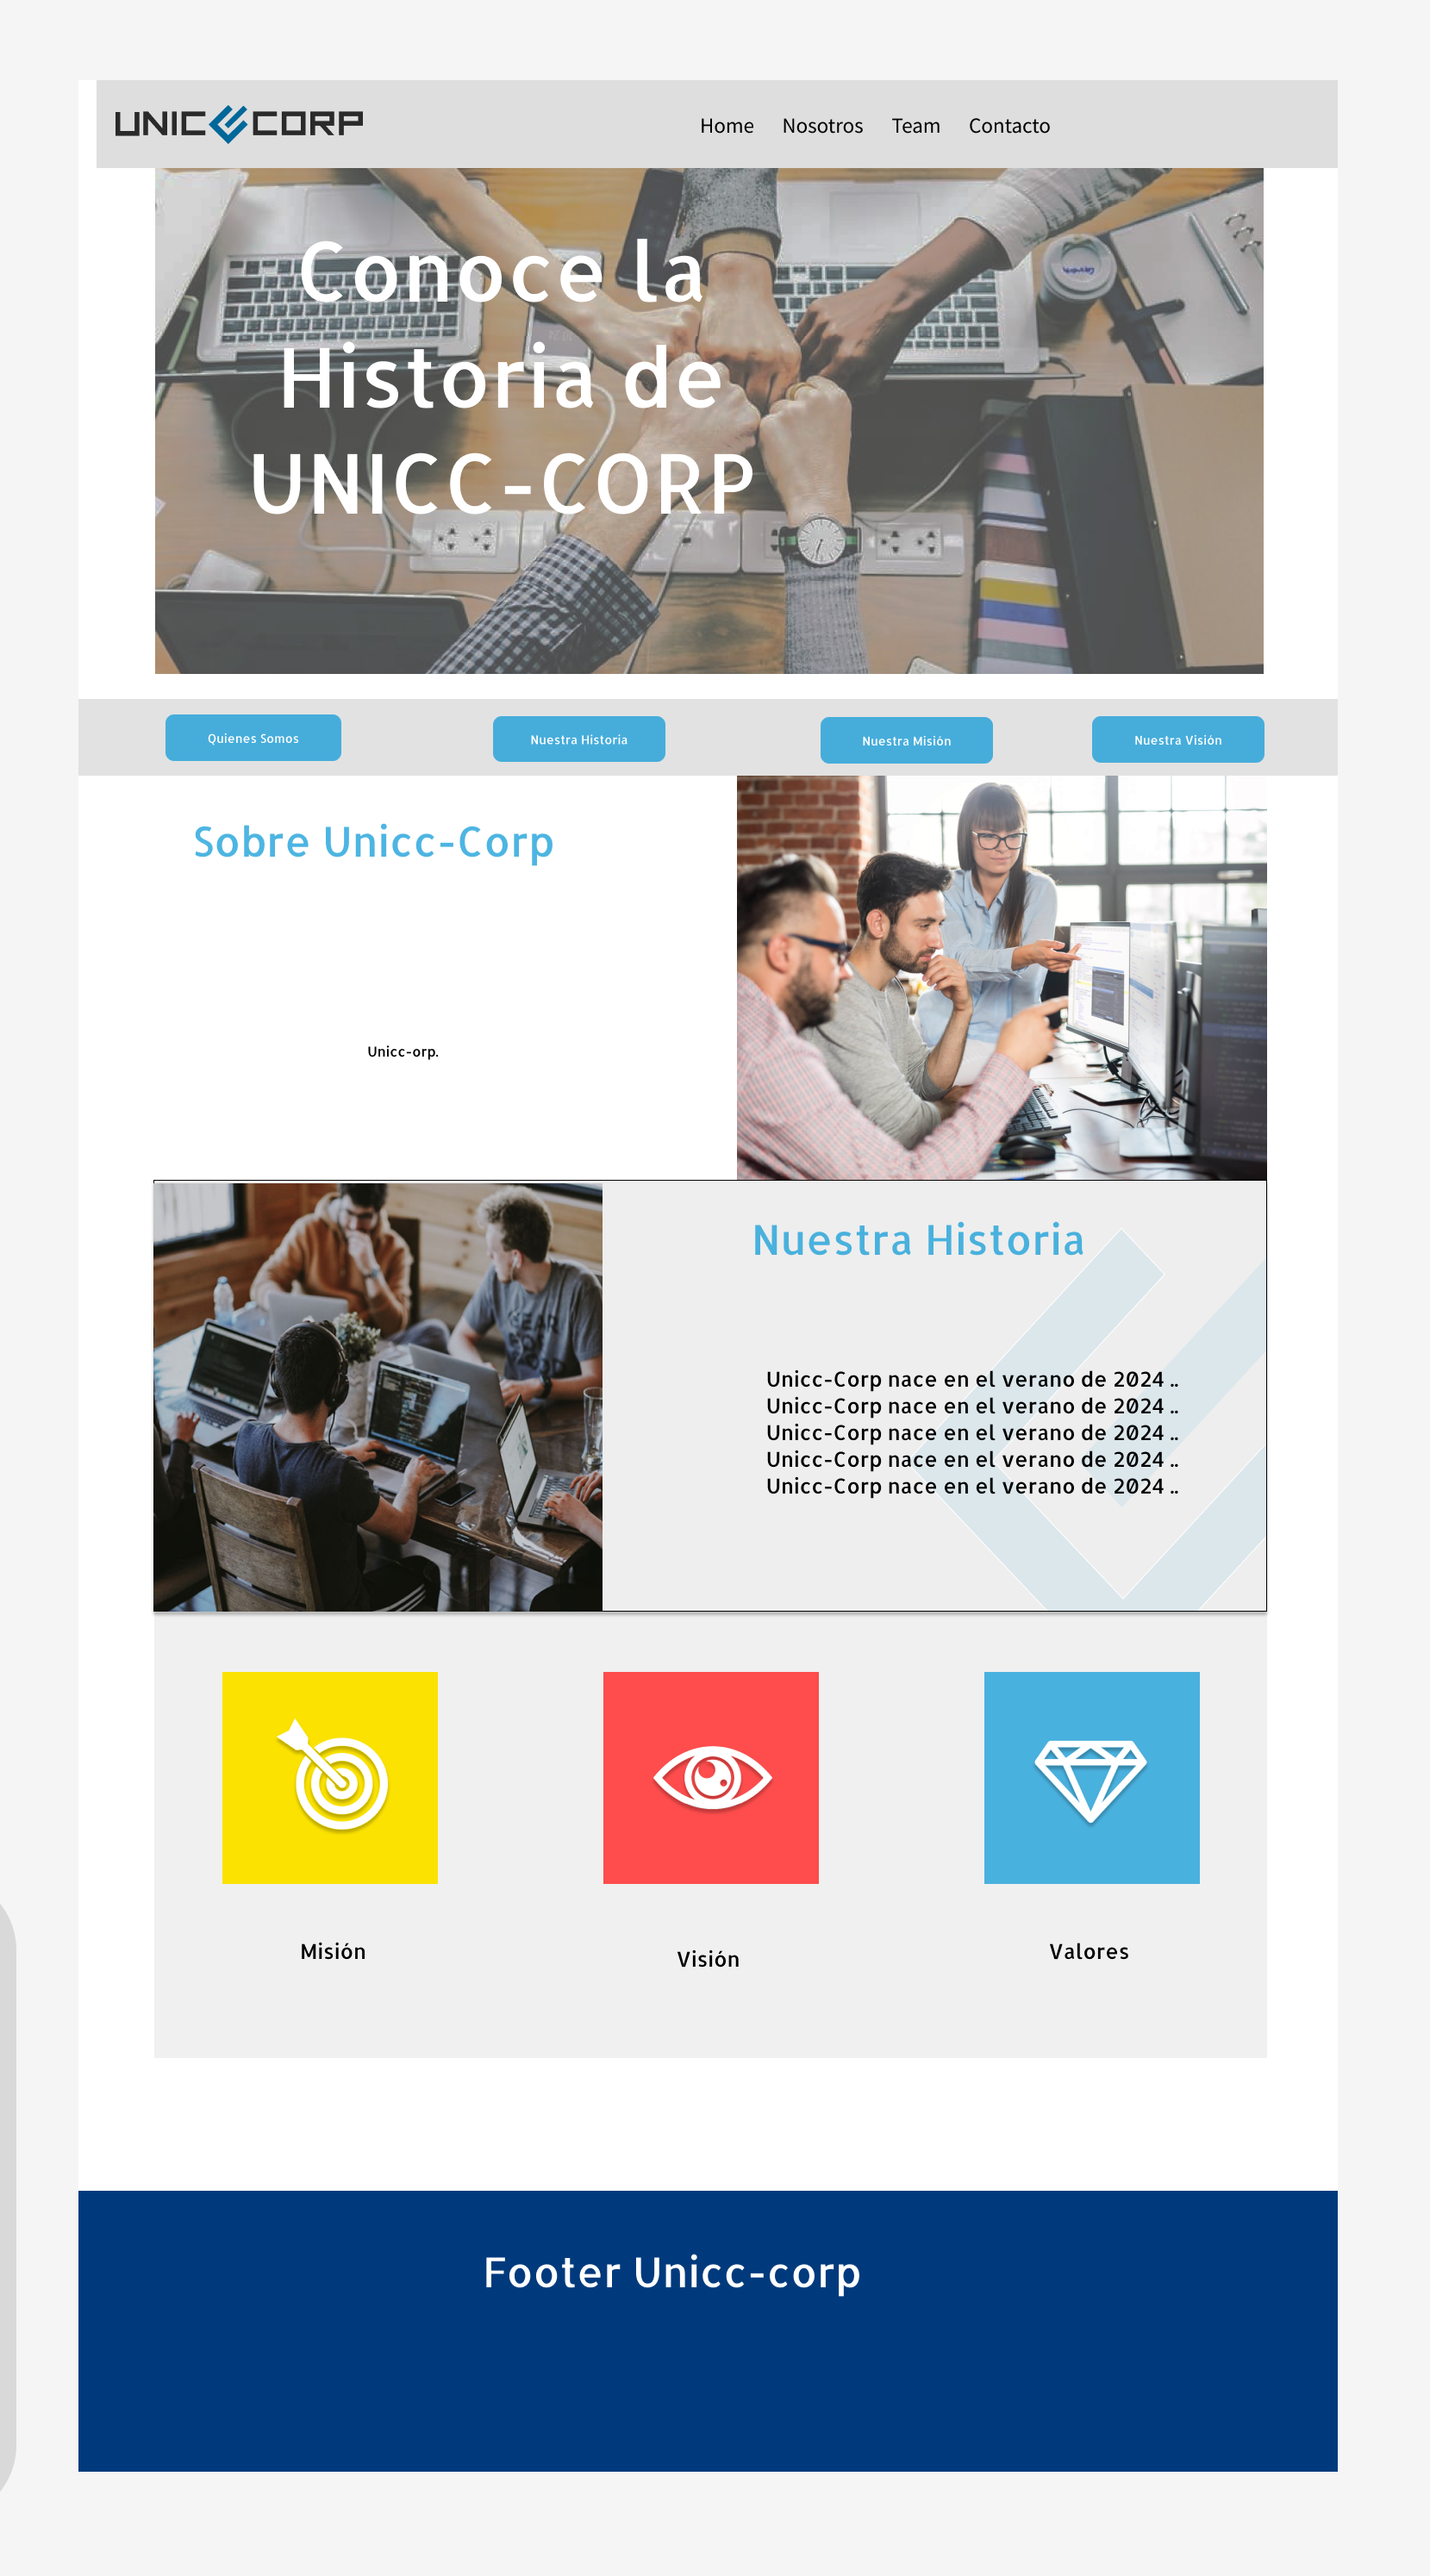 UNICCCORP
Home Nosotros Team Contacto
Conoce la
Historia de
UNICC-CORP
Quienes Somos
Nuestra Historia
Nuestra Misión
Nuestra Visión
Sobre Unicc-Corp
Unicc-orp.
Nuestra Historia
Unicc-Corp nace en el verano de 2024 ..
Unicc-Corp nace en el verano de 2024 ..
Unicc-Corp nace en el verano de 2024 ..
Unicc-Corp nace en el verano de 2024 ..
Unicc-Corp nace en el verano de 2024 ..
Misión
Visión
Valores
Footer Unicc-corp